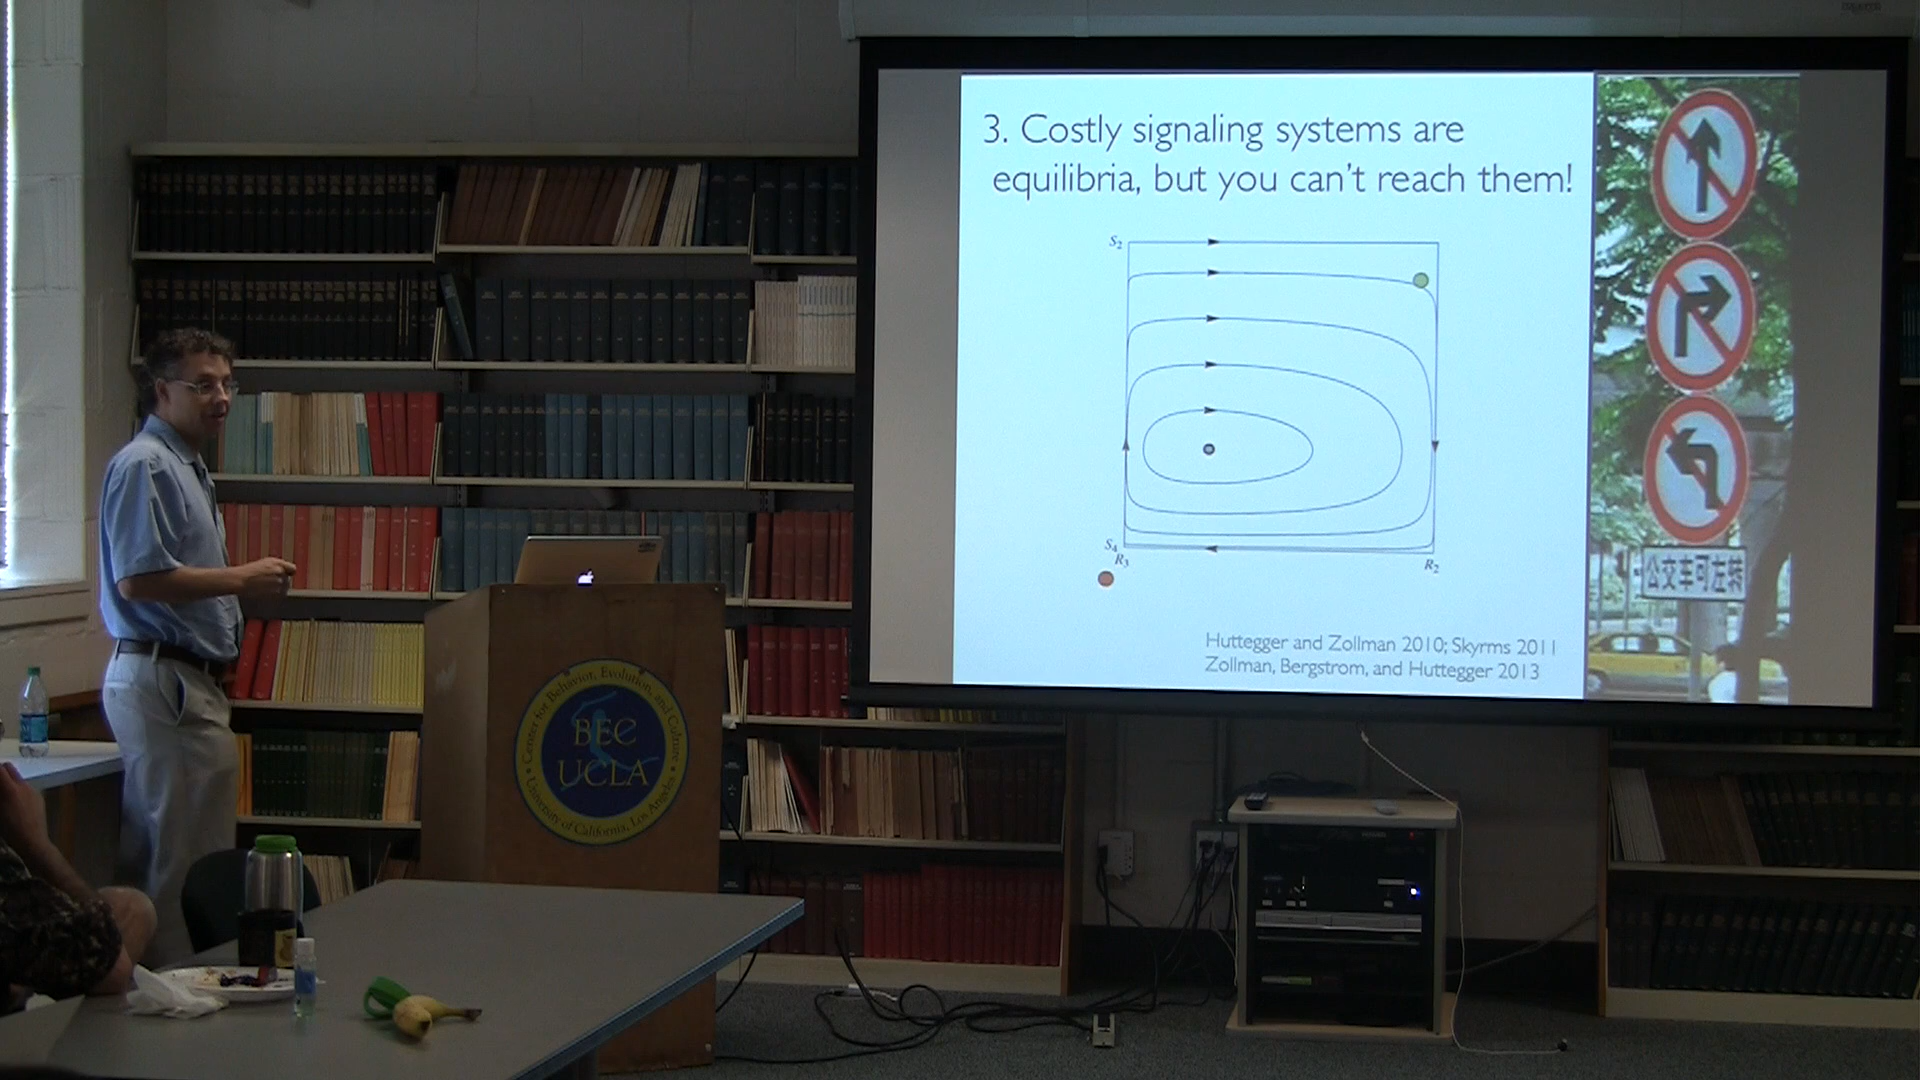 3. Costly signaling systems are
equilibria, but you can't reach them!
S₂
S₄
R₃
R₂
Huttegger and Zollman 2010; Skyrms 2011
Zollman, Bergstrom, and Huttegger 2013
公交车可左转
Center for Behavior, Evolution, and Culture
BEC
UCLA
University of California, Los Angeles